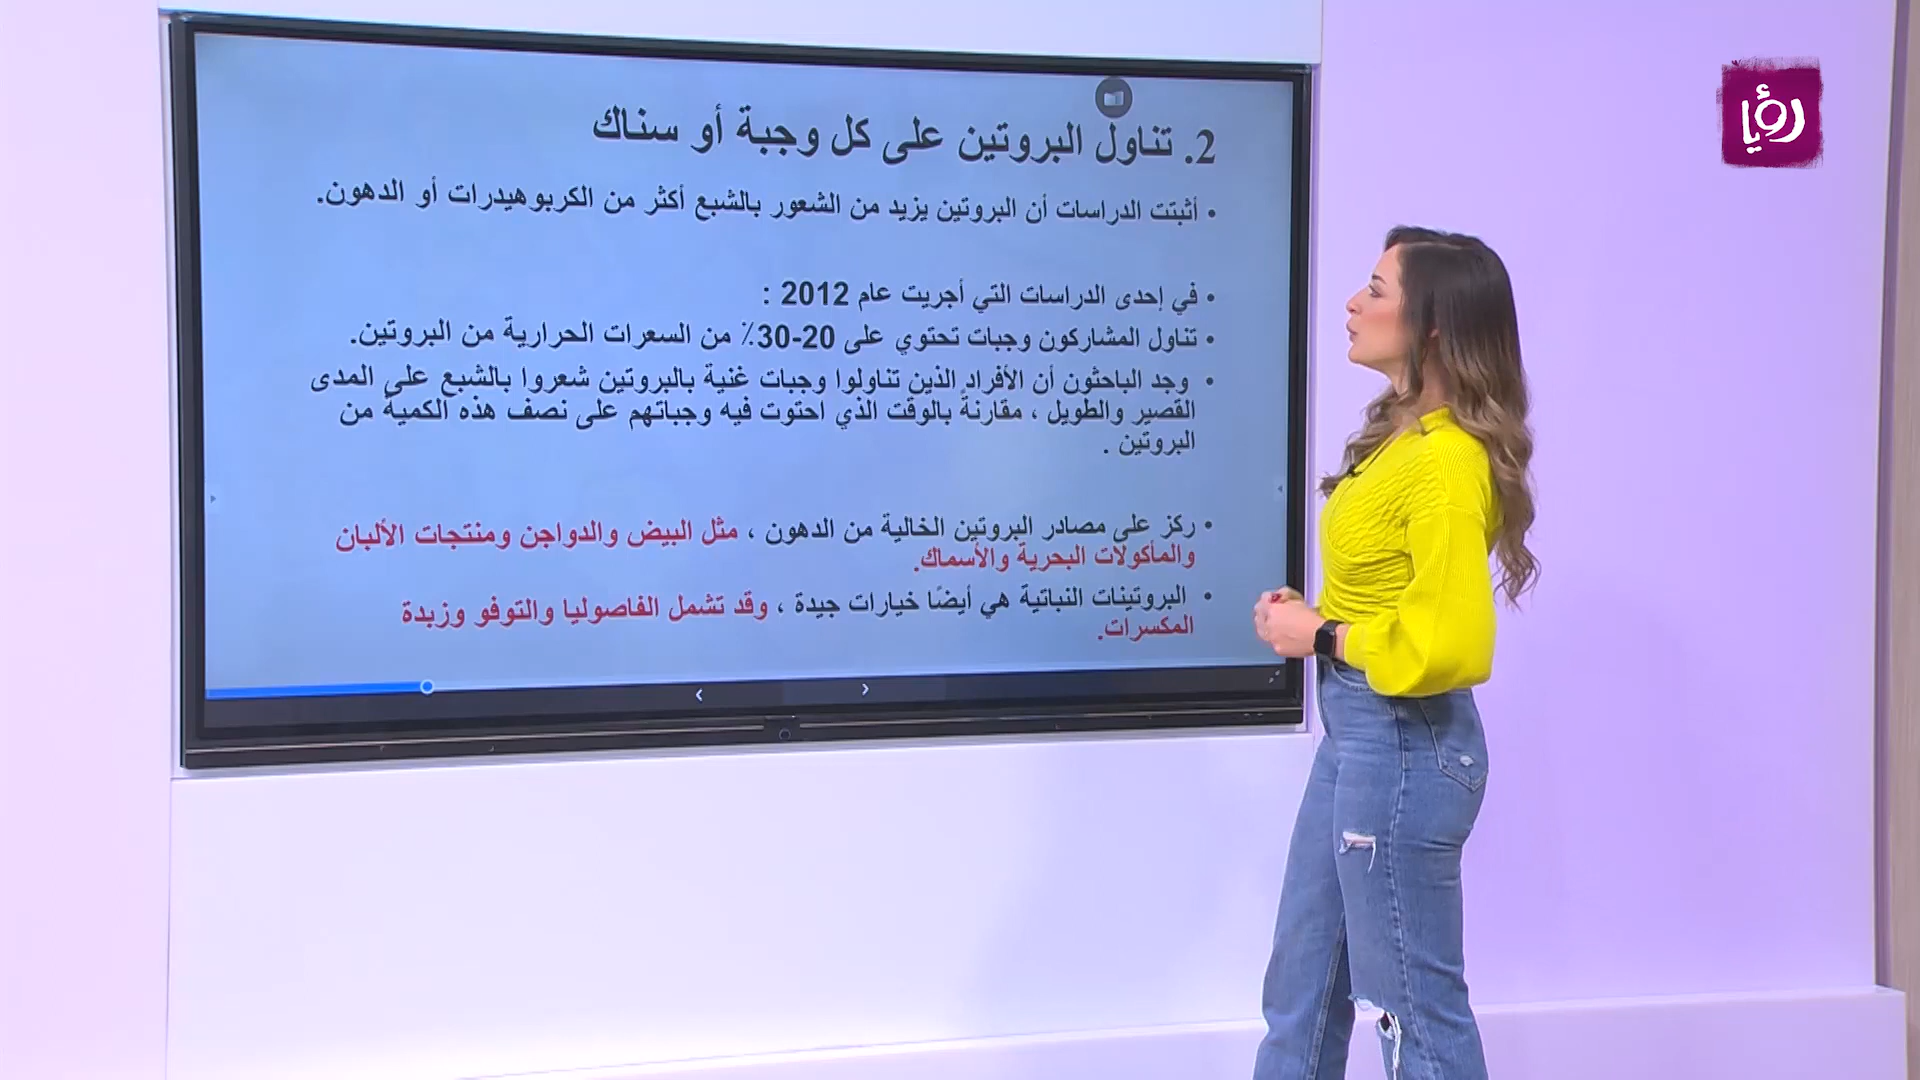 رؤيا
2. تناول البروتين على كل وجبة أو سناك
• أثبتت الدراسات أن البروتين يزيد من الشعور بالشبع أكثر من الكربوهيدرات أو الدهون.
• في إحدى الدراسات التي أجريت عام 2012 :
• تناول المشاركون وجبات تحتوي على 20-30٪ من السعرات الحرارية من البروتين.
• وجد الباحثون أن الأفراد الذين تناولوا وجبات غنية بالبروتين شعروا بالشبع على المدى
القصير والطويل ، مقارنةً بالوقت الذي احتوت فيه وجباتهم على نصف هذه الكمية من
البروتين .
• ركز على مصادر البروتين الخالية من الدهون ، مثل البيض والدواجن ومنتجات الألبان
والمأكولات البحرية والأسماك.
• البروتينات النباتية هي أيضًا خيارات جيدة ، وقد تشمل الفاصوليا والتوفو وزبدة
المكسرات.